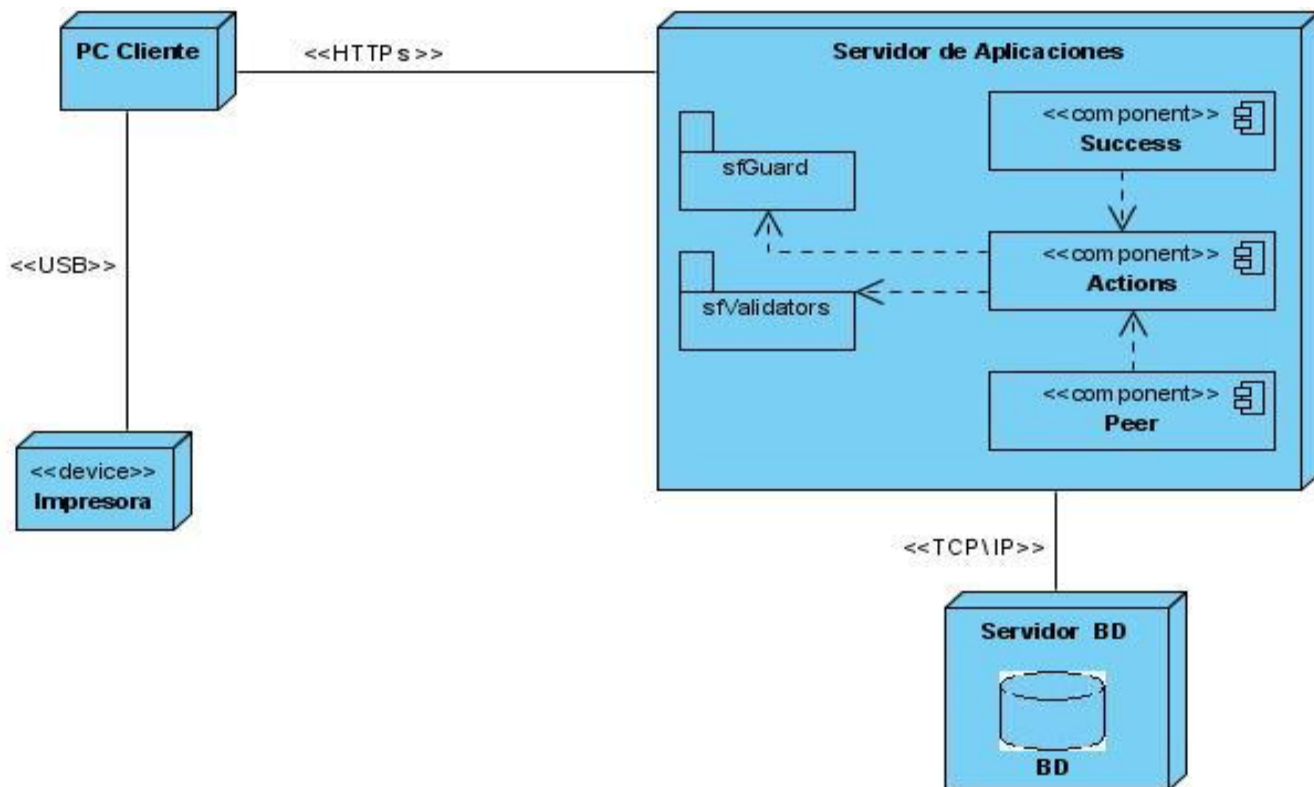 PC Cliente
<<HTTPs>>
Servidor de Aplicaciones
<<component>>
Success
sfGuard
<<component>>
Actions
<<USB>>
sfValidators
<<component>>
Peer
<<device>>
Impresora
<<TCP\IP>>
Servidor BD
BD